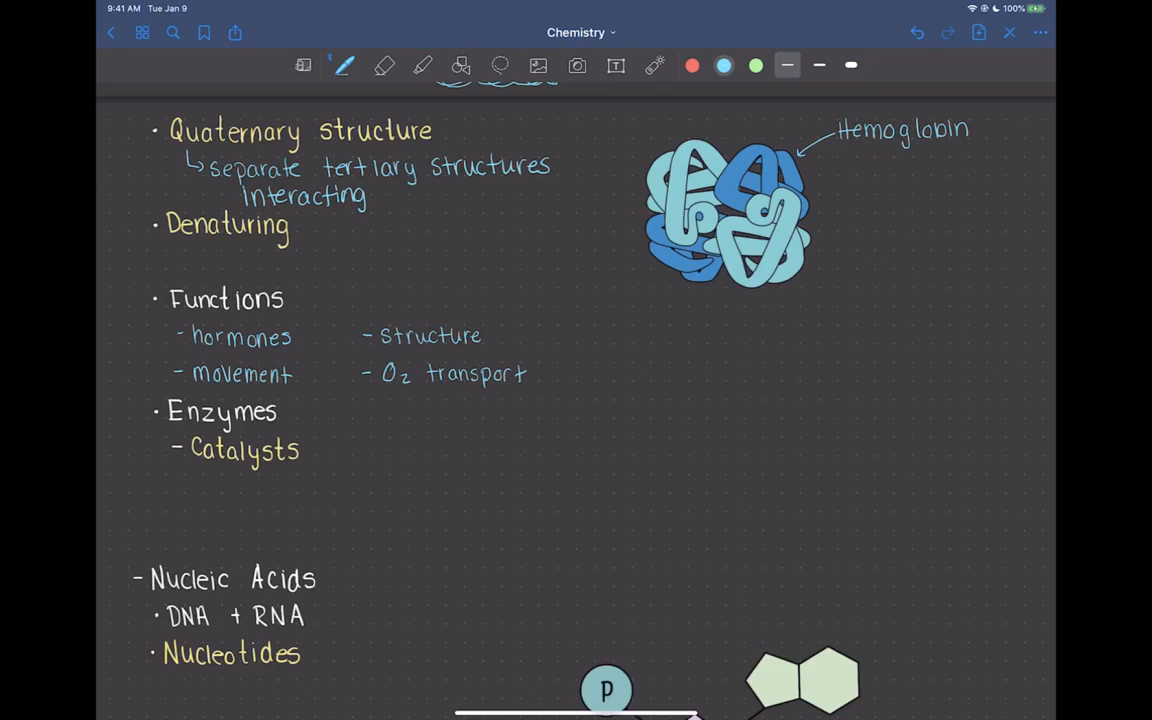 9:41 AM Tue Jan 9
100%
Chemistry
T
· Quaternary structure
↳ separate tertiary structures
interacting
· Denaturing
Hemoglobin
· Functions
- hormones - structure
- movement - O₂ transport
· Enzymes
- Catalysts
- Nucleic Acids
· DNA + RNA
· Nucleotides
P